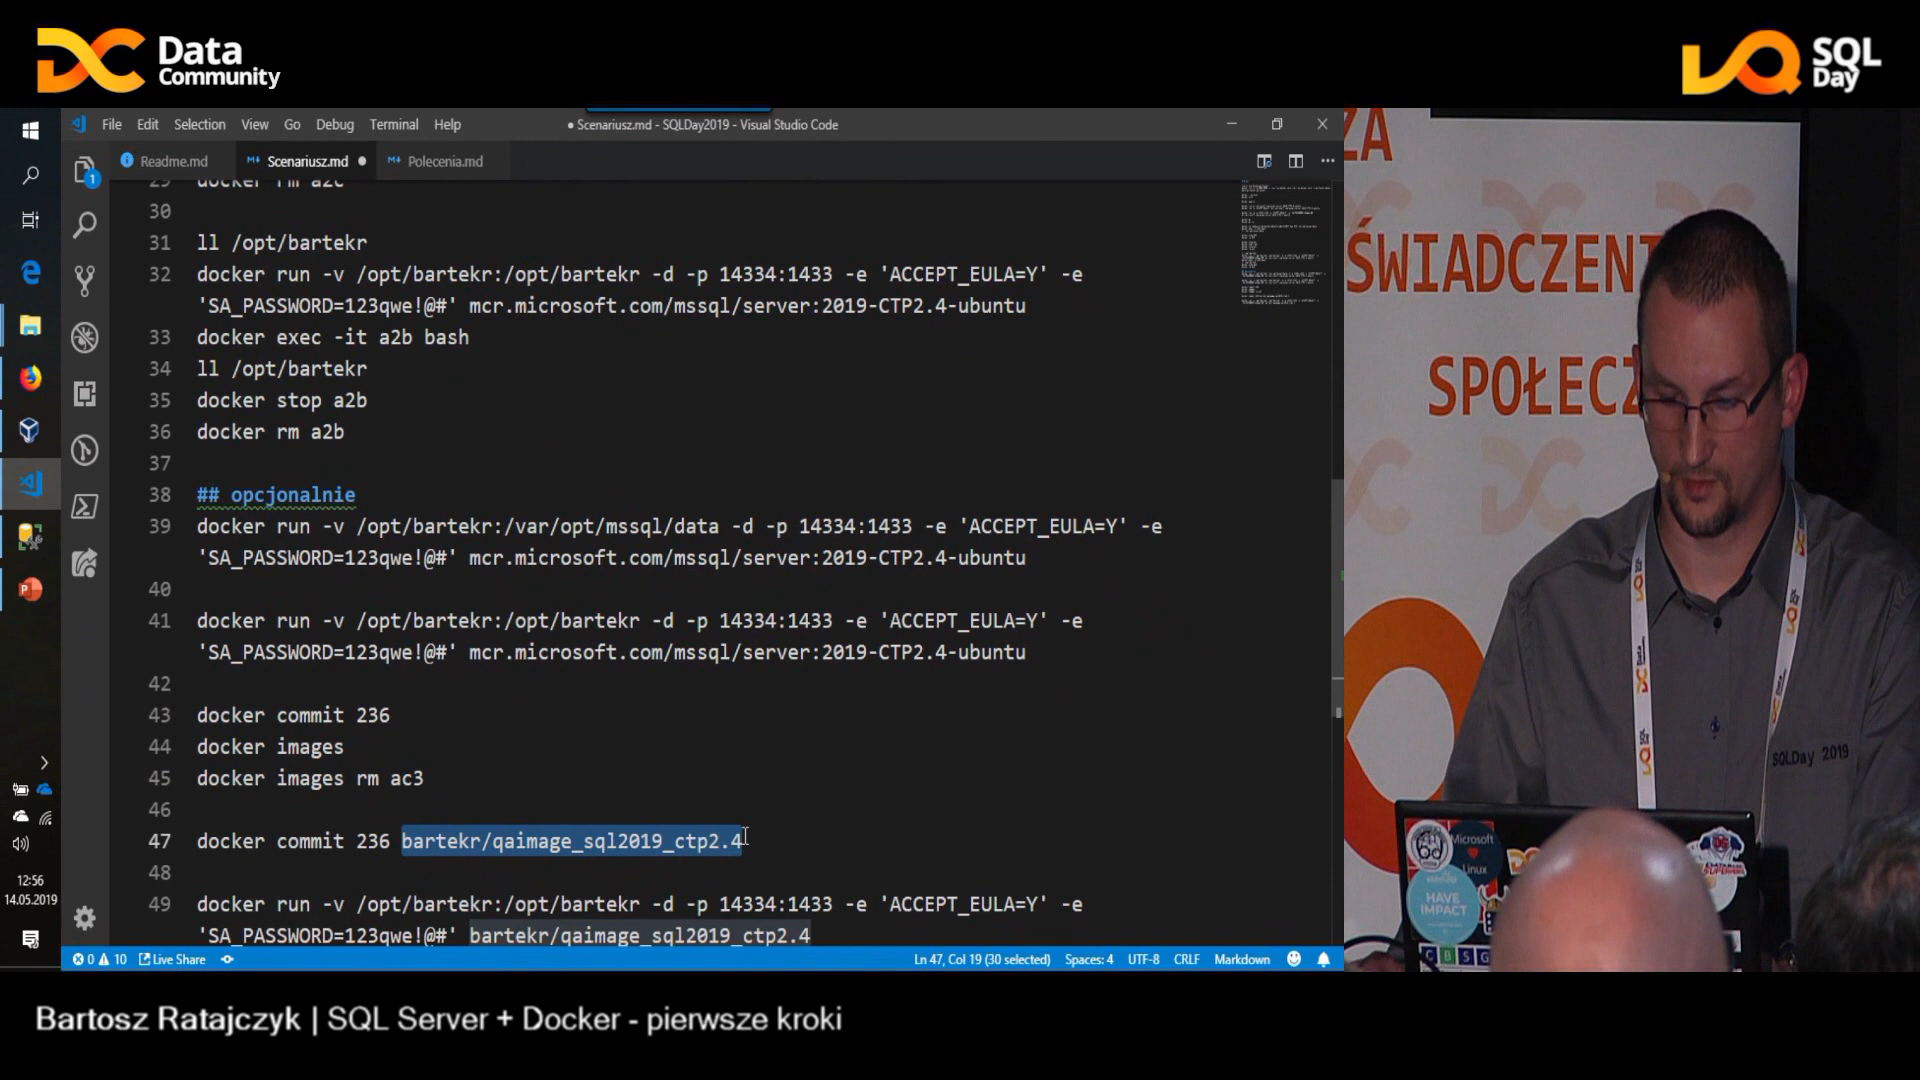 Data
Community
SQL
Day
File Edit Selection View Go Debug Terminal Help
● Scenariusz.md - SQLDay2019 - Visual Studio Code
Readme.md
Scenariusz.md
Polecenia.md
1
29 docker rm a2c
30
31 ll /opt/bartekr
32 docker run -v /opt/bartekr:/opt/bartekr -d -p 14334:1433 -e 'ACCEPT_EULA=Y' -e
'SA_PASSWORD=123qwe!@#' mcr.microsoft.com/mssql/server:2019-CTP2.4-ubuntu
33 docker exec -it a2b bash
34 ll /opt/bartekr
35 docker stop a2b
36 docker rm a2b
37
38 ## opcjonalnie
39 docker run -v /opt/bartekr:/var/opt/mssql/data -d -p 14334:1433 -e 'ACCEPT_EULA=Y' -e
'SA_PASSWORD=123qwe!@#' mcr.microsoft.com/mssql/server:2019-CTP2.4-ubuntu
40
41 docker run -v /opt/bartekr:/opt/bartekr -d -p 14334:1433 -e 'ACCEPT_EULA=Y' -e
'SA_PASSWORD=123qwe!@#' mcr.microsoft.com/mssql/server:2019-CTP2.4-ubuntu
42
43 docker commit 236
44 docker images
45 docker images rm ac3
46
47 docker commit 236 bartekr/qaimage_sql2019_ctp2.4
48
49 docker run -v /opt/bartekr:/opt/bartekr -d -p 14334:1433 -e 'ACCEPT_EULA=Y' -e
'SA_PASSWORD=123qwe!@#' bartekr/qaimage_sql2019_ctp2.4
12:56
14.05.2019
0 10 Live Share
Ln 47, Col 19 (30 selected) Spaces: 4 UTF-8 CRLF Markdown
ZA
ŚWIADCZENI
SPOŁECZ
SQLDay 2019
Microsoft
Linux
HAVE
IMPACT
Bartosz Ratajczyk | SQL Server + Docker - pierwsze kroki